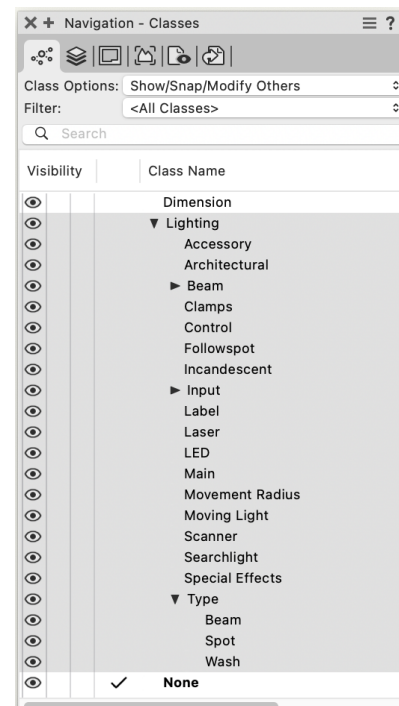 Navigation - Classes ?
Class Options: Show/Snap/Modify Others
Filter: <All Classes>
Search
Visibility Class Name
Dimension
Lighting
Accessory
Architectural
Beam
Clamps
Control
Followspot
Incandescent
Input
Label
Laser
LED
Main
Movement Radius
Moving Light
Scanner
Searchlight
Special Effects
Type
Beam
Spot
Wash
None